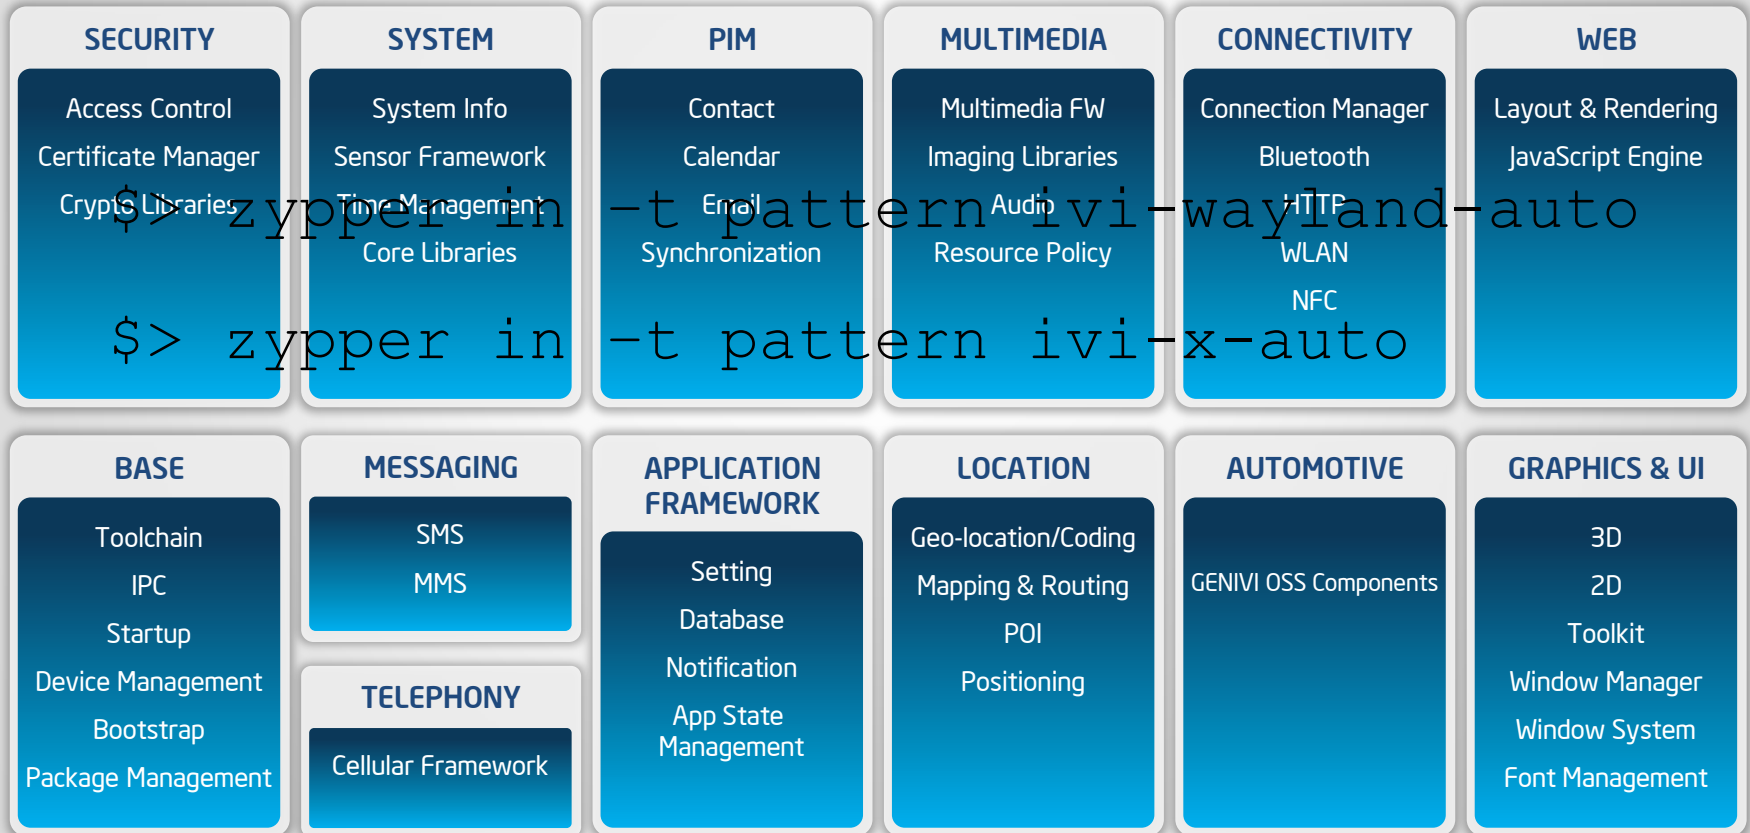 SECURITY
Access Control
Certificate Manager
Crypto Libraries
SYSTEM
System Info
Sensor Framework
Time Management
Core Libraries
PIM
Contact
Calendar
Email
Synchronization
MULTIMEDIA
Multimedia FW
Imaging Libraries
Audio
Resource Policy
CONNECTIVITY
Connection Manager
Bluetooth
HTTP
WLAN
NFC
WEB
Layout & Rendering
JavaScript Engine
$> zypper in -t pattern ivi-wayland-auto
$> zypper in -t pattern ivi-x-auto
BASE
Toolchain
IPC
Startup
Device Management
Bootstrap
Package Management
MESSAGING
SMS
MMS
TELEPHONY
Cellular Framework
APPLICATION
FRAMEWORK
Setting
Database
Notification
App State
Management
LOCATION
Geo-location/Coding
Mapping & Routing
POI
Positioning
AUTOMOTIVE
GENIVI OSS Components
GRAPHICS & UI
3D
2D
Toolkit
Window Manager
Window System
Font Management